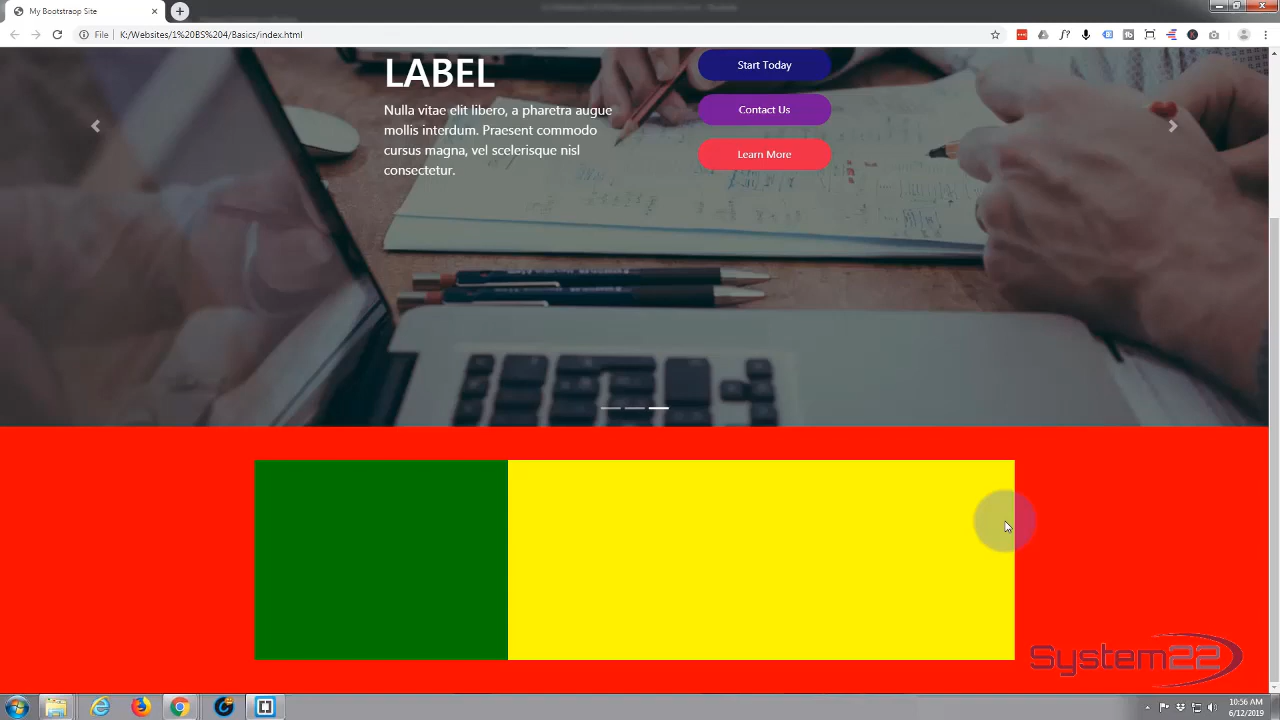 My Bootstraop Site
File | K:/Websites/1%20BS%204/Basics/index.html
LABEL
Nulla vitae elit libero, a pharetra augue
mollis interdum. Praesent commodo
cursus magna, vel scelerisque nisl
consectetur.
Start Today
Contact Us
Learn More
System22
10:56 AM
6/12/2019